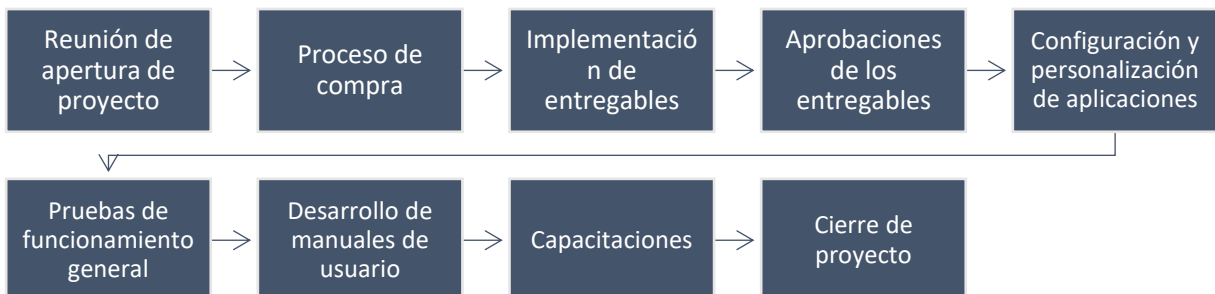 Reunión de
apertura de
proyecto
Proceso de
compra
Implementació
n de
entregables
Aprobaciones
de los
entregables
Configuración y
personalización
de aplicaciones
Pruebas de
funcionamiento
general
Desarrollo de
manuales de
usuario
Capacitaciones
Cierre de
proyecto